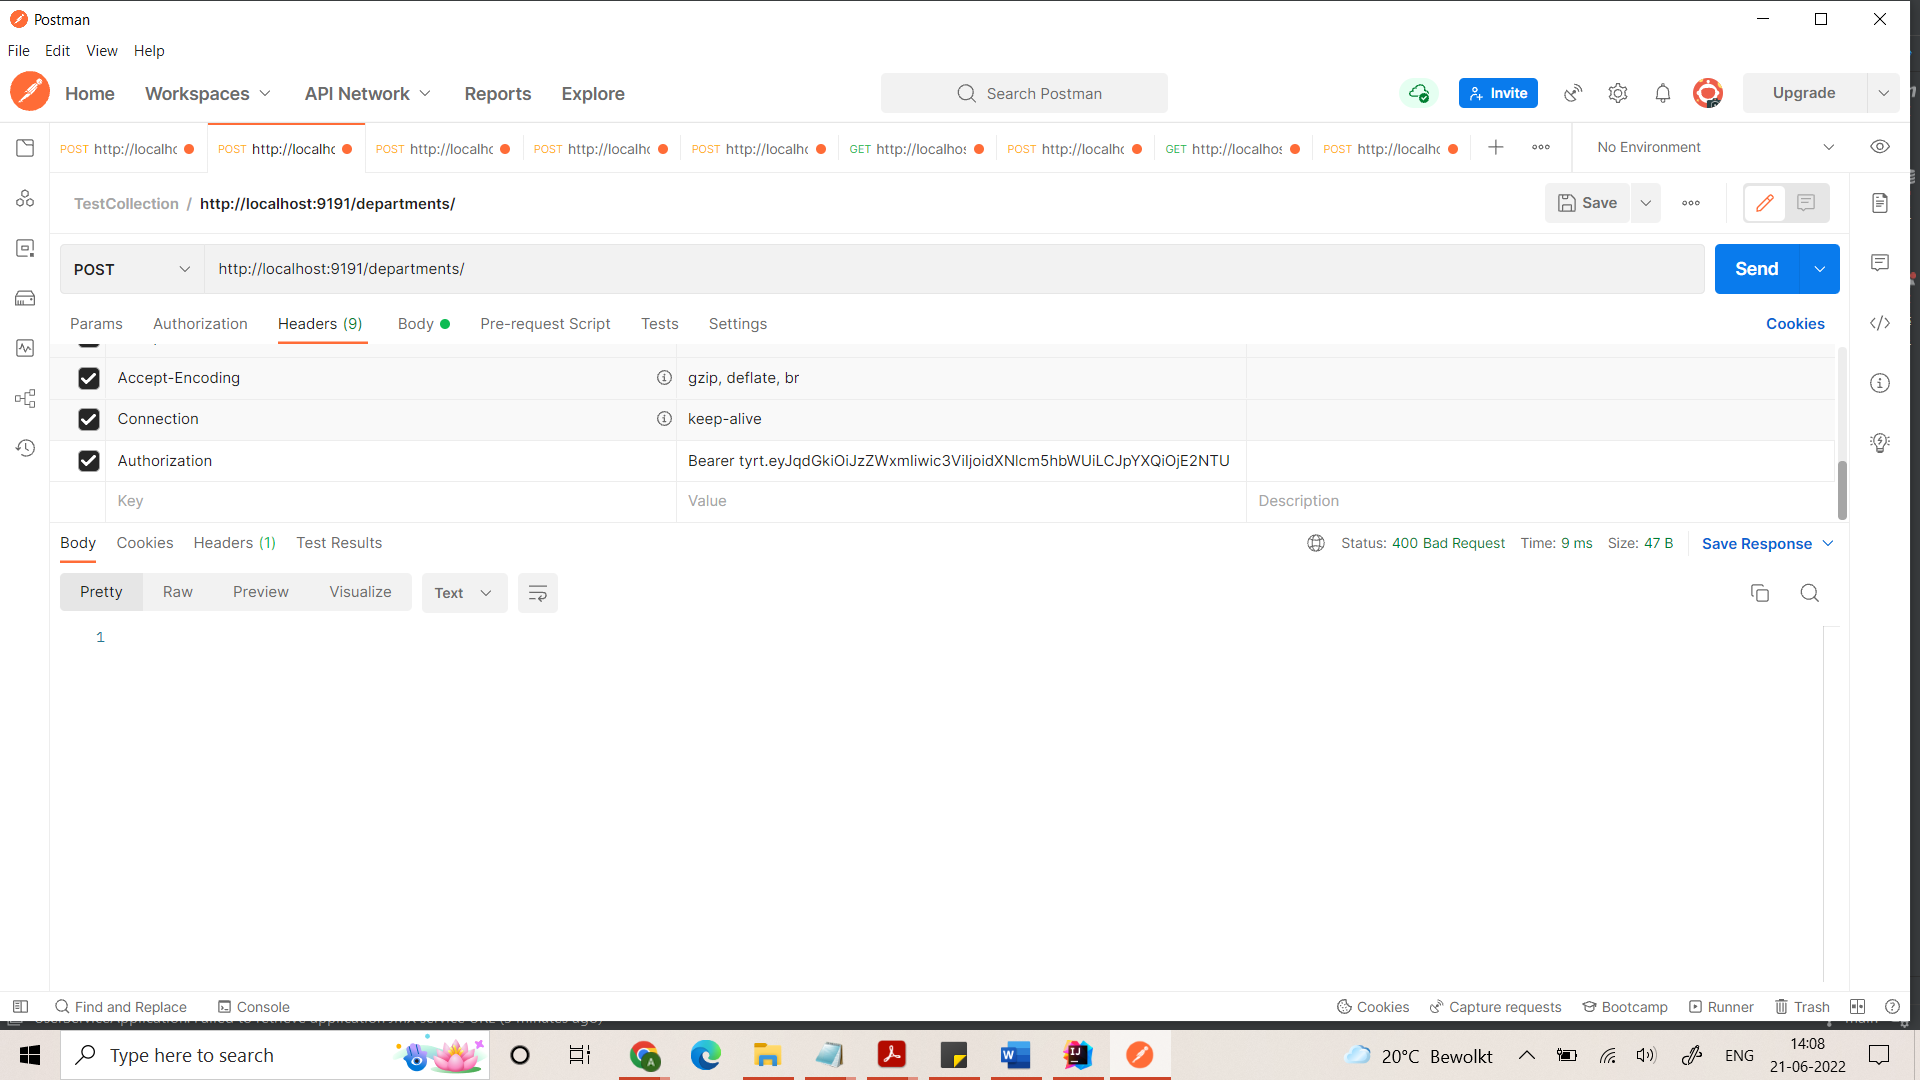 Postman
File Edit View Help
Home Workspaces API Network Reports Explore Search Postman Invite Upgrade
POST http://localhc POST http://localhc POST http://localhc POST http://localhc POST http://localhc GET http://localhos POST http://localhc GET http://localhos POST http://localhc No Environment
TestCollection / http://localhost:9191/departments/ Save
POST http://localhost:9191/departments/ Send
Params Authorization Headers (9) Body Pre-request Script Tests Settings Cookies
Accept-Encoding gzip, deflate, br
Connection keep-alive
Authorization Bearer tyrt.eyJqdGkiOiJzZWxmIiwic3ViIjoidXNlcm5hbWUiLCJpYXQiOjE2NTU
Key Value Description
Body Cookies Headers (1) Test Results Status: 400 Bad Request Time: 9 ms Size: 47 B Save Response
Pretty Raw Preview Visualize Text
1
Find and Replace Console Cookies Capture requests Bootcamp Runner Trash
Type here to search 20°C Bewolkt ENG 14:08
21-06-2022